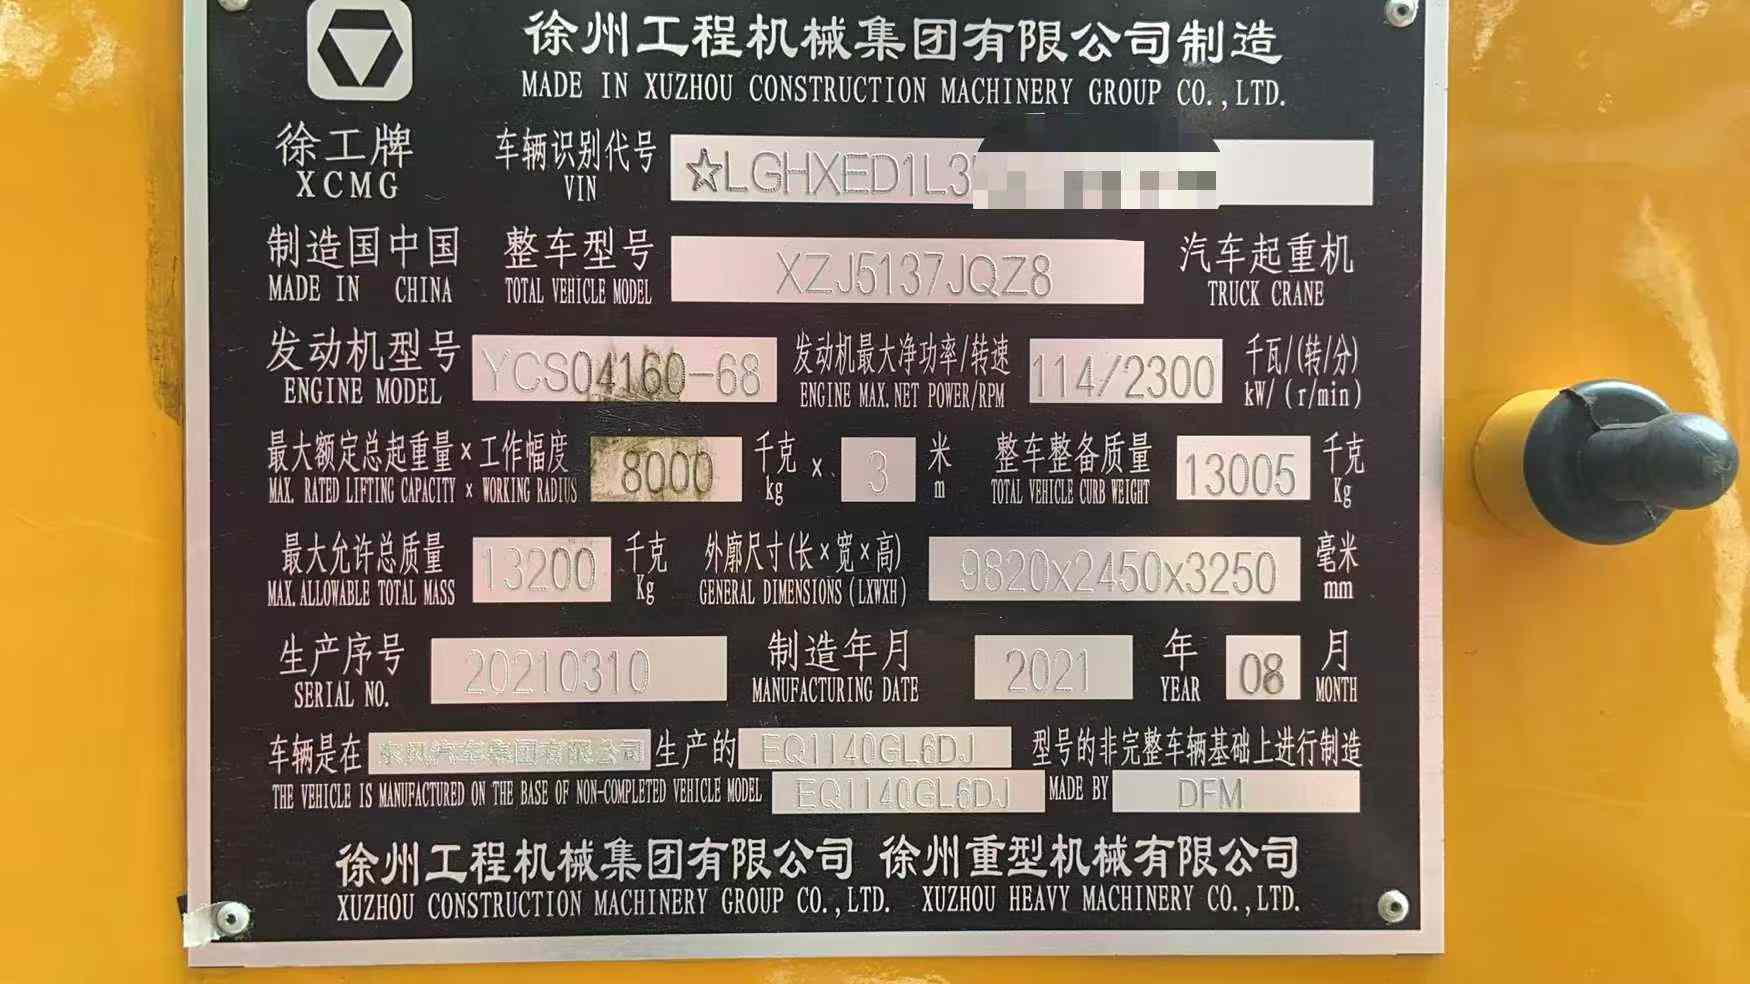 徐州工程机械集团有限公司制造
MADE IN XUZHOU CONSTRUCTION MACHINERY GROUP CO.,LTD.
徐工牌 车辆识别代号 ☆LGHXED1L3
XCMG VIN
制造国中国 整车型号 XZJ5137JQZ8 汽车起重机
MADE IN CHINA TOTAL VEHICLE MODEL TRUCK CRANE
发动机型号 YCS04160-68 发动机最大净功率/转速 114/2300 千瓦/(转/分)
ENGINE MODEL ENGINE MAX.NET POWER/RPM kW/(r/min)
最大额定总起重量×工作幅度 8000 千克 × 3 米 整车整备质量 13005 千克
MAX. RATED LIFTING CAPACITY × WORKING RADIUS kg m TOTAL VEHICLE CURB WEIGHT Kg
最大允许总质量 13200 千克 外廓尺寸(长×宽×高) 9820x2450x3250 毫米
MAX.ALLOWABLE TOTAL MASS Kg GENERAL DIMENSIONS (LXWXH) mm
生产序号 20210310 制造年月 2021 年 08 月
SERIAL NO. MANUFACTURING DATE YEAR MONTH
车辆是在 东风汽车集团有限公司 生产的 EQ1140GL6DJ 型号的非完整车辆基础上进行制造
THE VEHICLE IS MANUFACTURED ON THE BASE OF NON-COMPLETED VEHICLE MODEL EQ1140GL6DJ MADE BY DFM
徐州工程机械集团有限公司 徐州重型机械有限公司
XUZHOU CONSTRUCTION MACHINERY GROUP CO.,LTD. XUZHOU HEAVY MACHINERY CO.,LTD.